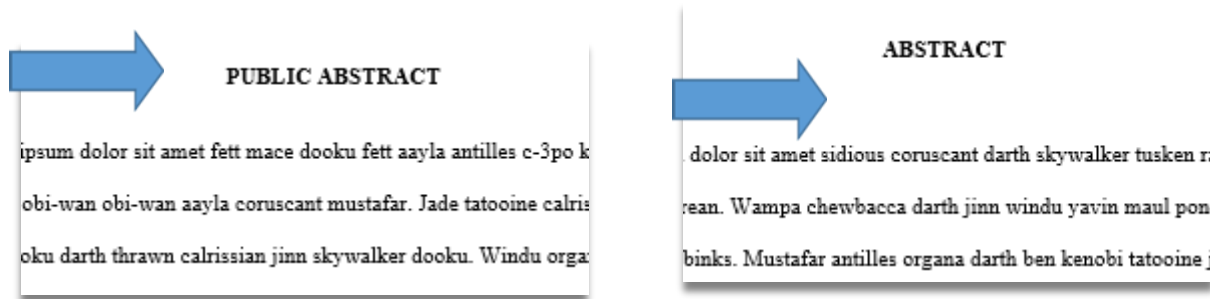 PUBLIC ABSTRACT
ipsum dolor sit amet fett mace dooku fett aayla antilles c-3po k
obi-wan obi-wan aayla coruscant mustafar. Jade tatooine calris
oku darth thrawn calrissian jinn skywalker dooku. Windu orga
ABSTRACT
dolor sit amet sidious coruscant darth skywalker tusken ra
rean. Wampa chewbacca darth jinn windu yavin maul pon
binks. Mustafar antilles organa darth ben kenobi tatooine j